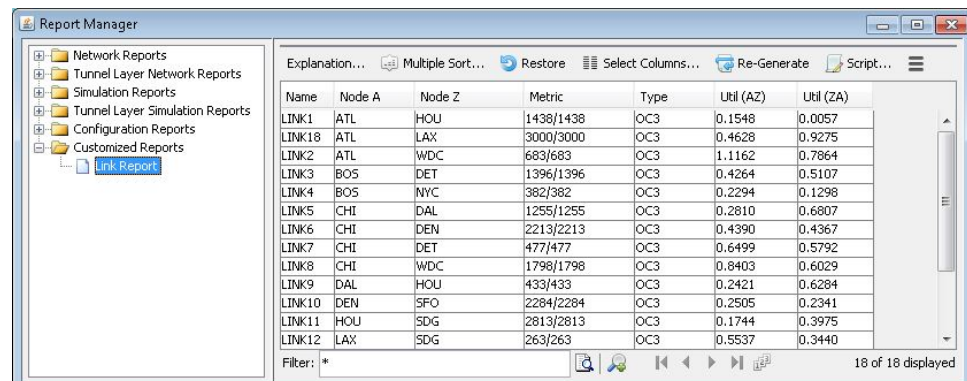 Report Manager
Network Reports
Tunnel Layer Network Reports
Simulation Reports
Tunnel Layer Simulation Reports
Configuration Reports
Customized Reports
Link Report
Explanation... Multiple Sort... Restore Select Columns... Re-Generate Script...
Name Node A Node Z Metric Type Util (AZ) Util (ZA)
LINK1 ATL HOU 1438/1438 OC3 0.1548 0.0057
LINK18 ATL LAX 3000/3000 OC3 0.4628 0.9275
LINK2 ATL WDC 683/683 OC3 1.1162 0.7864
LINK3 BOS DET 1396/1396 OC3 0.4264 0.5107
LINK4 BOS NYC 382/382 OC3 0.2294 0.1298
LINK5 CHI DAL 1255/1255 OC3 0.2810 0.6807
LINK6 CHI DEN 2213/2213 OC3 0.4390 0.4367
LINK7 CHI DET 477/477 OC3 0.6499 0.5792
LINK8 CHI WDC 1798/1798 OC3 0.8403 0.6029
LINK9 DAL HOU 433/433 OC3 0.2421 0.6284
LINK10 DEN SFO 2284/2284 OC3 0.2505 0.2341
LINK11 HOU SDG 2813/2813 OC3 0.1744 0.3975
LINK12 LAX SDG 263/263 OC3 0.5537 0.3440
Filter: * 18 of 18 displayed